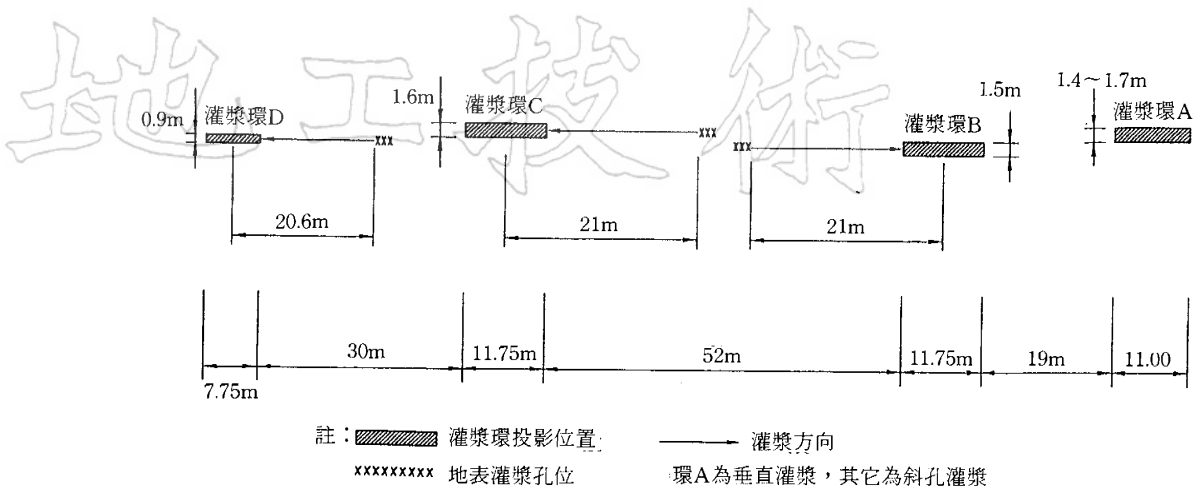 地工技術
0.9m
灌漿環D
1.6m
灌漿環C
1.5m
灌漿環B
1.4～1.7m
灌漿環A
xxx
xxx
xxx
20.6m
21m
21m
7.75m
30m
11.75m
52m
11.75m
19m
11.00
註：
灌漿環投影位置
灌漿方向
xxxxxxxxx 地表灌漿孔位
環A為垂直灌漿，其它為斜孔灌漿